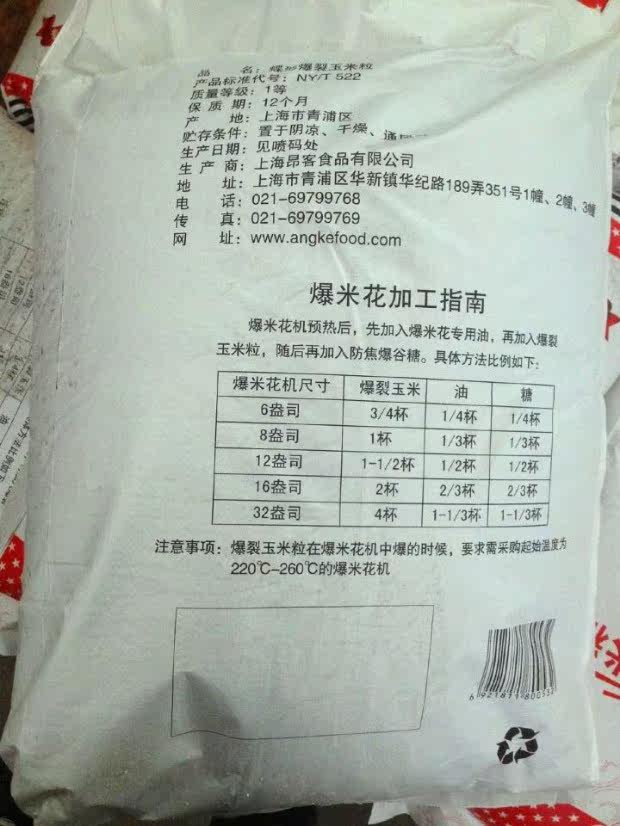 品 名：蝶形爆裂玉米粒
产品标准代号：NY/T 522
质量等级：1等
保 质 期：12个月
产 地：上海市青浦区
贮存条件：置于阴凉、干燥、通
生产日期：见喷码处
生 产 商：上海昂客食品有限公司
地 址：上海市青浦区华新镇华纪路189弄351号1幢、2幢、3幢
电 话：021-69799768
传 真：021-69799769
网 址：www.angkefood.com
爆米花加工指南
爆米花机预热后，先加入爆米花专用油，再加入爆裂
玉米粒，随后再加入防焦爆谷糖。具体方法比例如下：
爆米花机尺寸 爆裂玉米 油 糖
6盎司 3/4杯 1/4杯 1/4杯
8盎司 1杯 1/3杯 1/3杯
12盎司 1-1/2杯 1/2杯 1/2杯
16盎司 2杯 2/3杯 2/3杯
32盎司 4杯 1-1/3杯 1-1/3杯
注意事项：爆裂玉米粒在爆米花机中爆的时候，要求需采购起始温度为
220℃-260℃的爆米花机